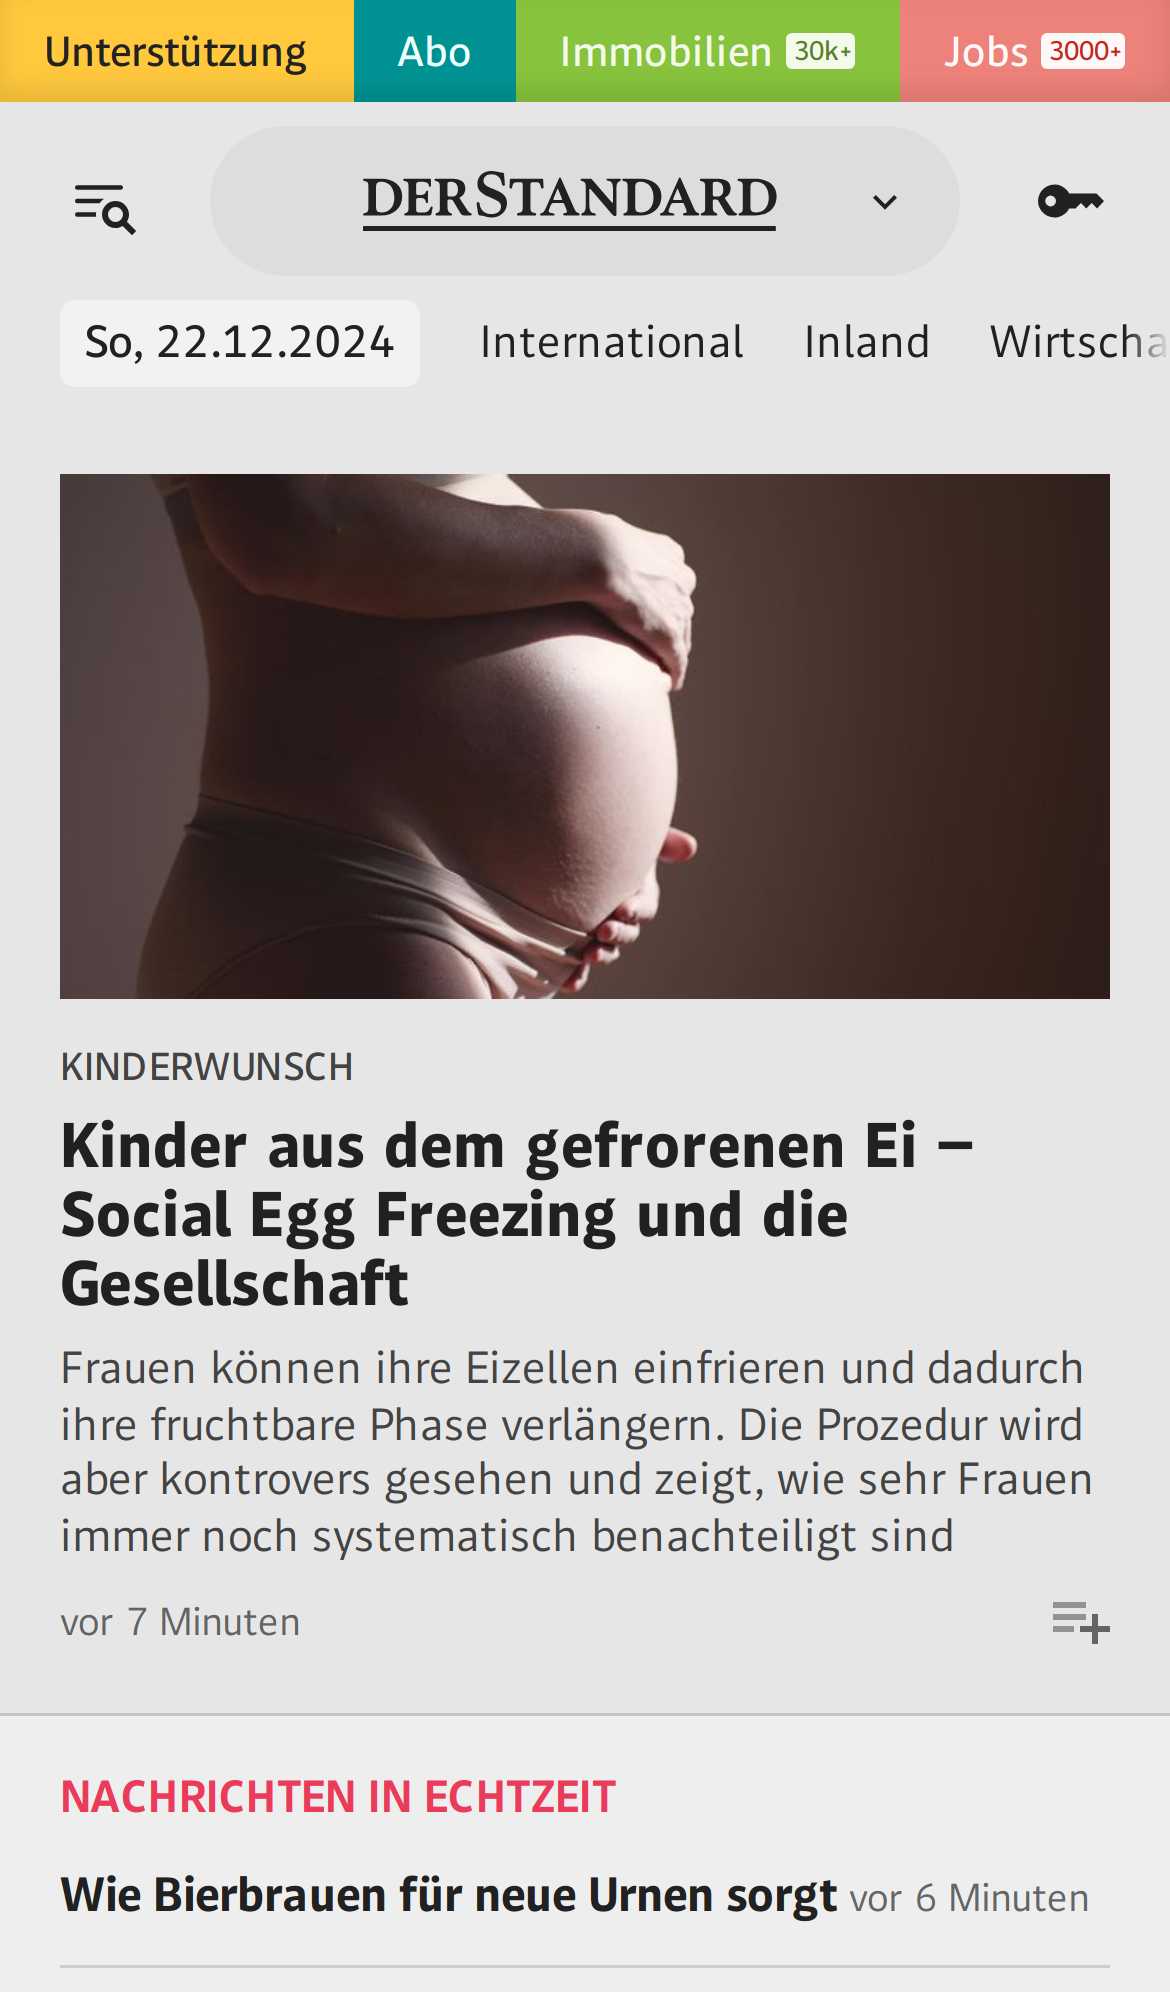 Unterstützung Abo Immobilien 30k+ Jobs 3000+
DERSTANDARD
So, 22.12.2024 International Inland Wirtscha
KINDERWUNSCH
Kinder aus dem gefrorenen Ei –
Social Egg Freezing und die
Gesellschaft
Frauen können ihre Eizellen einfrieren und dadurch
ihre fruchtbare Phase verlängern. Die Prozedur wird
aber kontrovers gesehen und zeigt, wie sehr Frauen
immer noch systematisch benachteiligt sind
vor 7 Minuten
NACHRICHTEN IN ECHTZEIT
Wie Bierbrauen für neue Urnen sorgt vor 6 Minuten